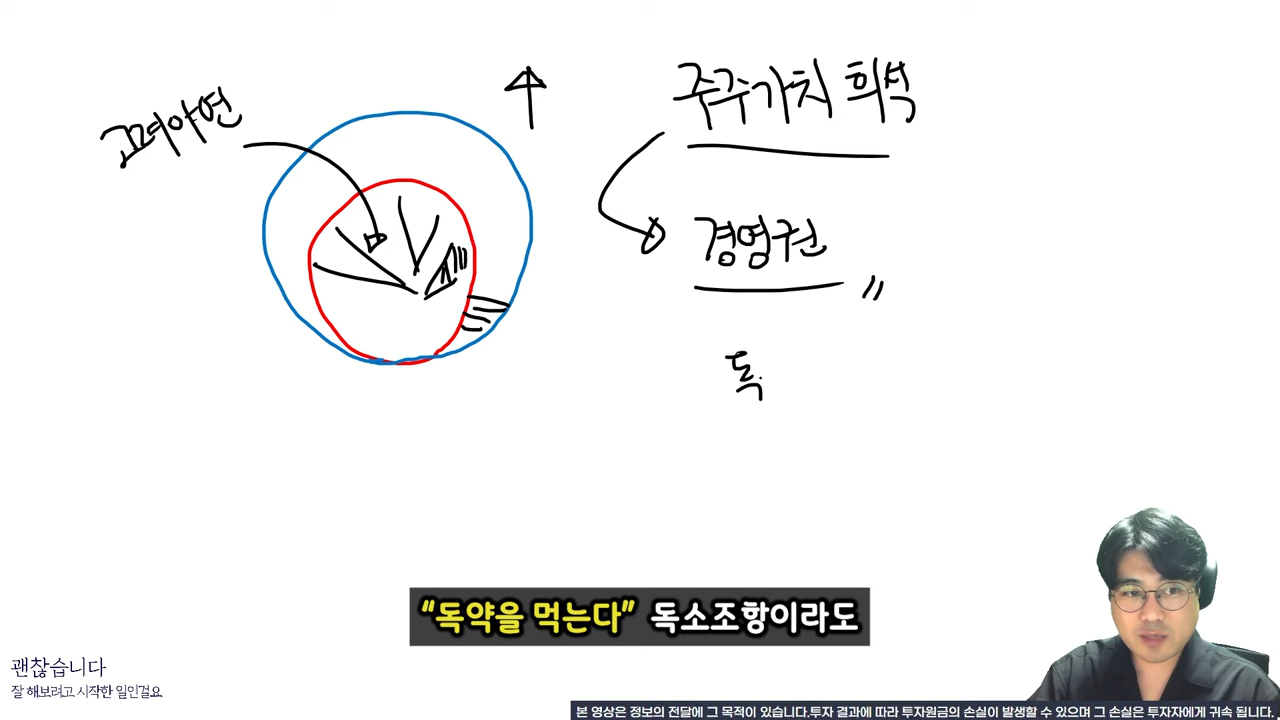 고려아연
주주가치 희석
경영권 〃
독
“독약을 먹는다” 독소조항이라도
괜찮습니다
잘 해보려고 시작한 일인걸요
본 영상은 정보의 전달에 그 목적이 있습니다.투자 결과에 따라 투자원금의 손실이 발생할 수 있으며 그 손실은 투자자에게 귀속 됩니다.